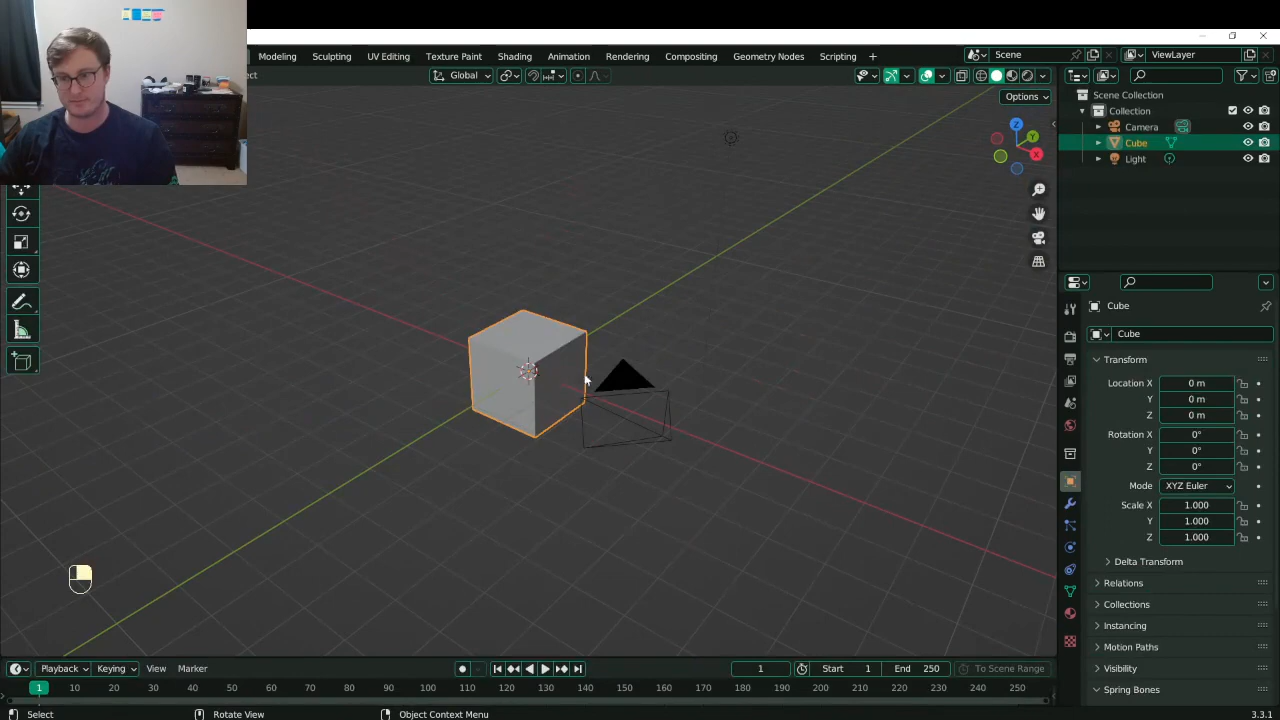 Modeling Sculpting UV Editing Texture Paint Shading Animation Rendering Compositing Geometry Nodes Scripting + Scene ViewLayer
ct Global
Options
Z
Y
X
Scene Collection
Collection
Camera
Cube
Light
Cube
Cube
Transform
Location X 0 m
Y 0 m
Z 0 m
Rotation X 0°
Y 0°
Z 0°
Mode XYZ Euler
Scale X 1.000
Y 1.000
Z 1.000
Delta Transform
Relations
Collections
Instancing
Motion Paths
Visibility
Spring Bones
Playback Keying View Marker 1 Start 1 End 250 To Scene Range
1 10 20 30 40 50 60 70 80 90 100 110 120 130 140 150 160 170 180 190 200 210 220 230 240 250
Select Rotate View Object Context Menu 3.3.1